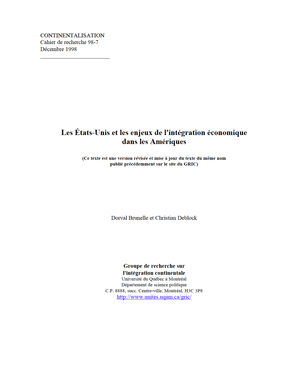 CONTINENTALISATION
Cahier de recherche 98-7
Décembre 1998
Les États-Unis et les enjeux de l'intégration économique
dans les Amériques
(Ce texte est une version révisée et mise à jour du texte du même nom
publié précédemment sur le site du GRIC)
Dorval Brunelle et Christian Deblock
Groupe de recherche sur
l'intégration continentale
Université du Québec à Montréal
Département de science politique
C.P. 8888, succ. Centre-ville, Montréal, H3C 3P8
http://www.unites.uqam.ca/gric/